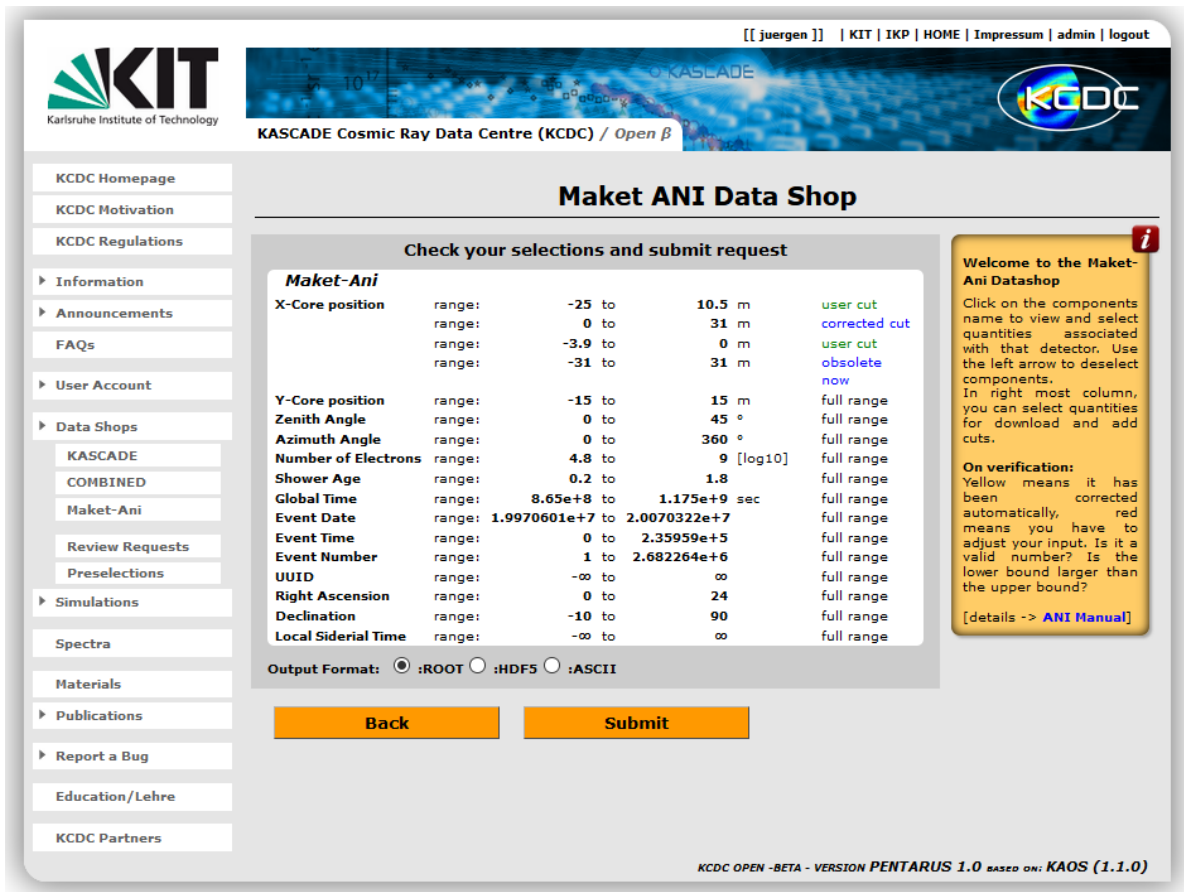 [[ juergen ]] | KIT | IKP | HOME | Impressum | admin | logout
KIT
Karlsruhe Institute of Technology
10¹⁷
KASCADE
KCDC
KASCADE Cosmic Ray Data Centre (KCDC) / Open β
KCDC Homepage
KCDC Motivation
KCDC Regulations
Information
Announcements
FAQs
User Account
Data Shops
KASCADE
COMBINED
Maket-Ani
Review Requests
Preselections
Simulations
Spectra
Materials
Publications
Report a Bug
Education/Lehre
KCDC Partners
Maket ANI Data Shop
Check your selections and submit request
Maket-Ani
X-Core position range: -25 to 10.5 m user cut
range: 0 to 31 m corrected cut
range: -3.9 to 0 m user cut
range: -31 to 31 m obsolete
now
Y-Core position range: -15 to 15 m full range
Zenith Angle range: 0 to 45 ° full range
Azimuth Angle range: 0 to 360 ° full range
Number of Electrons range: 4.8 to 9 [log10] full range
Shower Age range: 0.2 to 1.8 full range
Global Time range: 8.65e+8 to 1.175e+9 sec full range
Event Date range: 1.9970601e+7 to 2.0070322e+7 full range
Event Time range: 0 to 2.35959e+5 full range
Event Number range: 1 to 2.682264e+6 full range
UUID range: -∞ to ∞ full range
Right Ascension range: 0 to 24 full range
Declination range: -10 to 90 full range
Local Siderial Time range: -∞ to ∞ full range
Output Format: :ROOT :HDF5 :ASCII
Back Submit
i
Welcome to the Maket-
Ani Datashop
Click on the components
name to view and select
quantities associated
with that detector. Use
the left arrow to deselect
components.
In right most column,
you can select quantities
for download and add
cuts.
On verification:
Yellow means it has
been corrected
automatically, red
means you have to
adjust your input. Is it a
valid number? Is the
lower bound larger than
the upper bound?
[details -> ANI Manual]
KCDC OPEN -BETA - VERSION PENTARUS 1.0 BASED ON: KAOS (1.1.0)